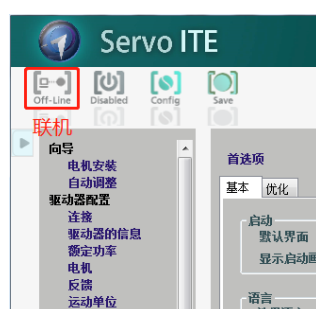 Servo ITE
Off-Line Disabled Config Save
联机
向导
电机安装
自动调整
驱动器配置
连接
驱动器的信息
额定功率
电机
反馈
运动单位
首选项
基本 优化
启动
默认界面
显示启动画
语言